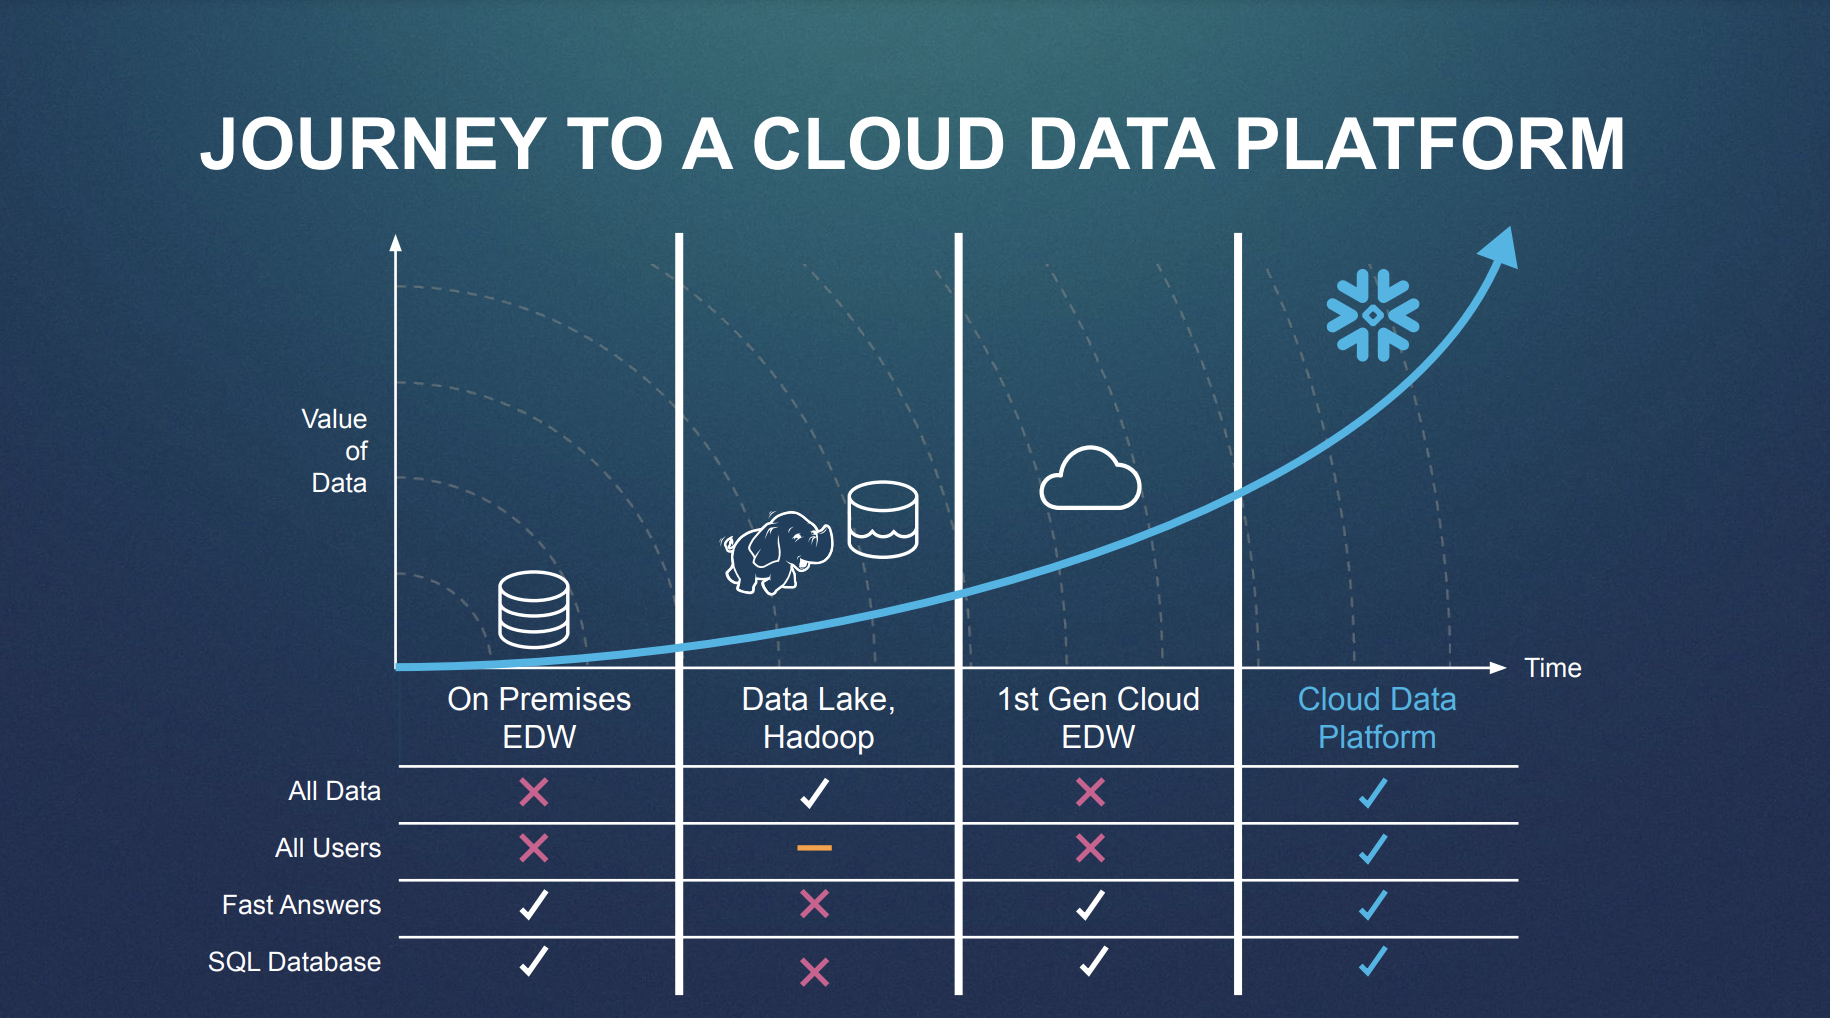 JOURNEY TO A CLOUD DATA PLATFORM
Value
of
Data
Time
On Premises
EDW
Data Lake,
Hadoop
1st Gen Cloud
EDW
Cloud Data
Platform
All Data
All Users
Fast Answers
SQL Database